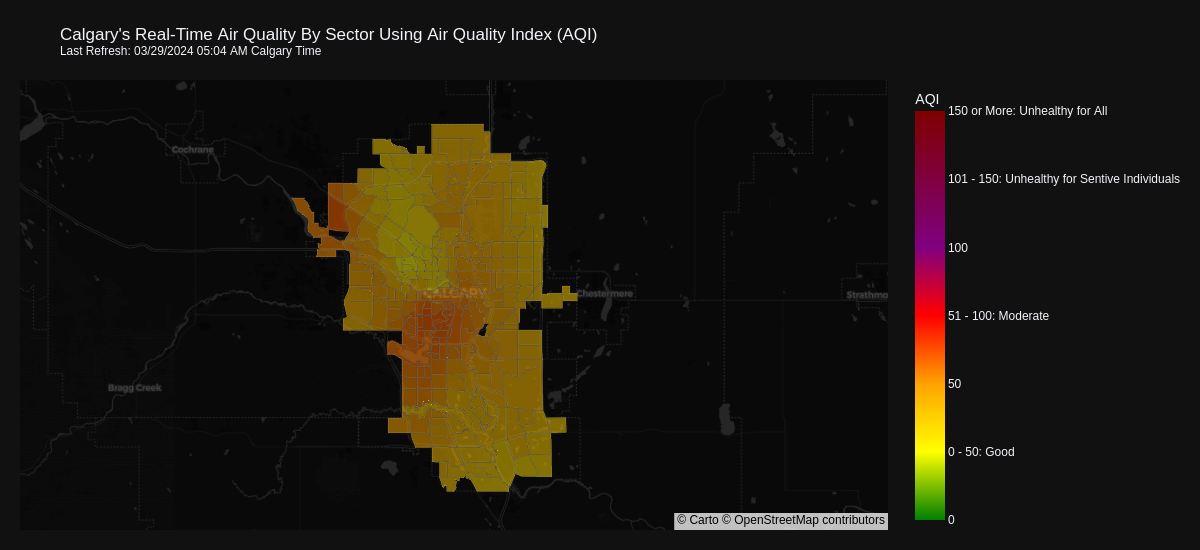 Calgary's Real-Time Air Quality By Sector Using Air Quality Index (AQI)
Last Refresh: 03/29/2024 05:04 AM Calgary Time
AQI
150 or More: Unhealthy for All
Cochrane
101 - 150: Unhealthy for Sentive Individuals
100
CALGARY
Chestermere
Strathmo
51 - 100: Moderate
50
Bragg Creek
0 - 50: Good
© Carto © OpenStreetMap contributors
0